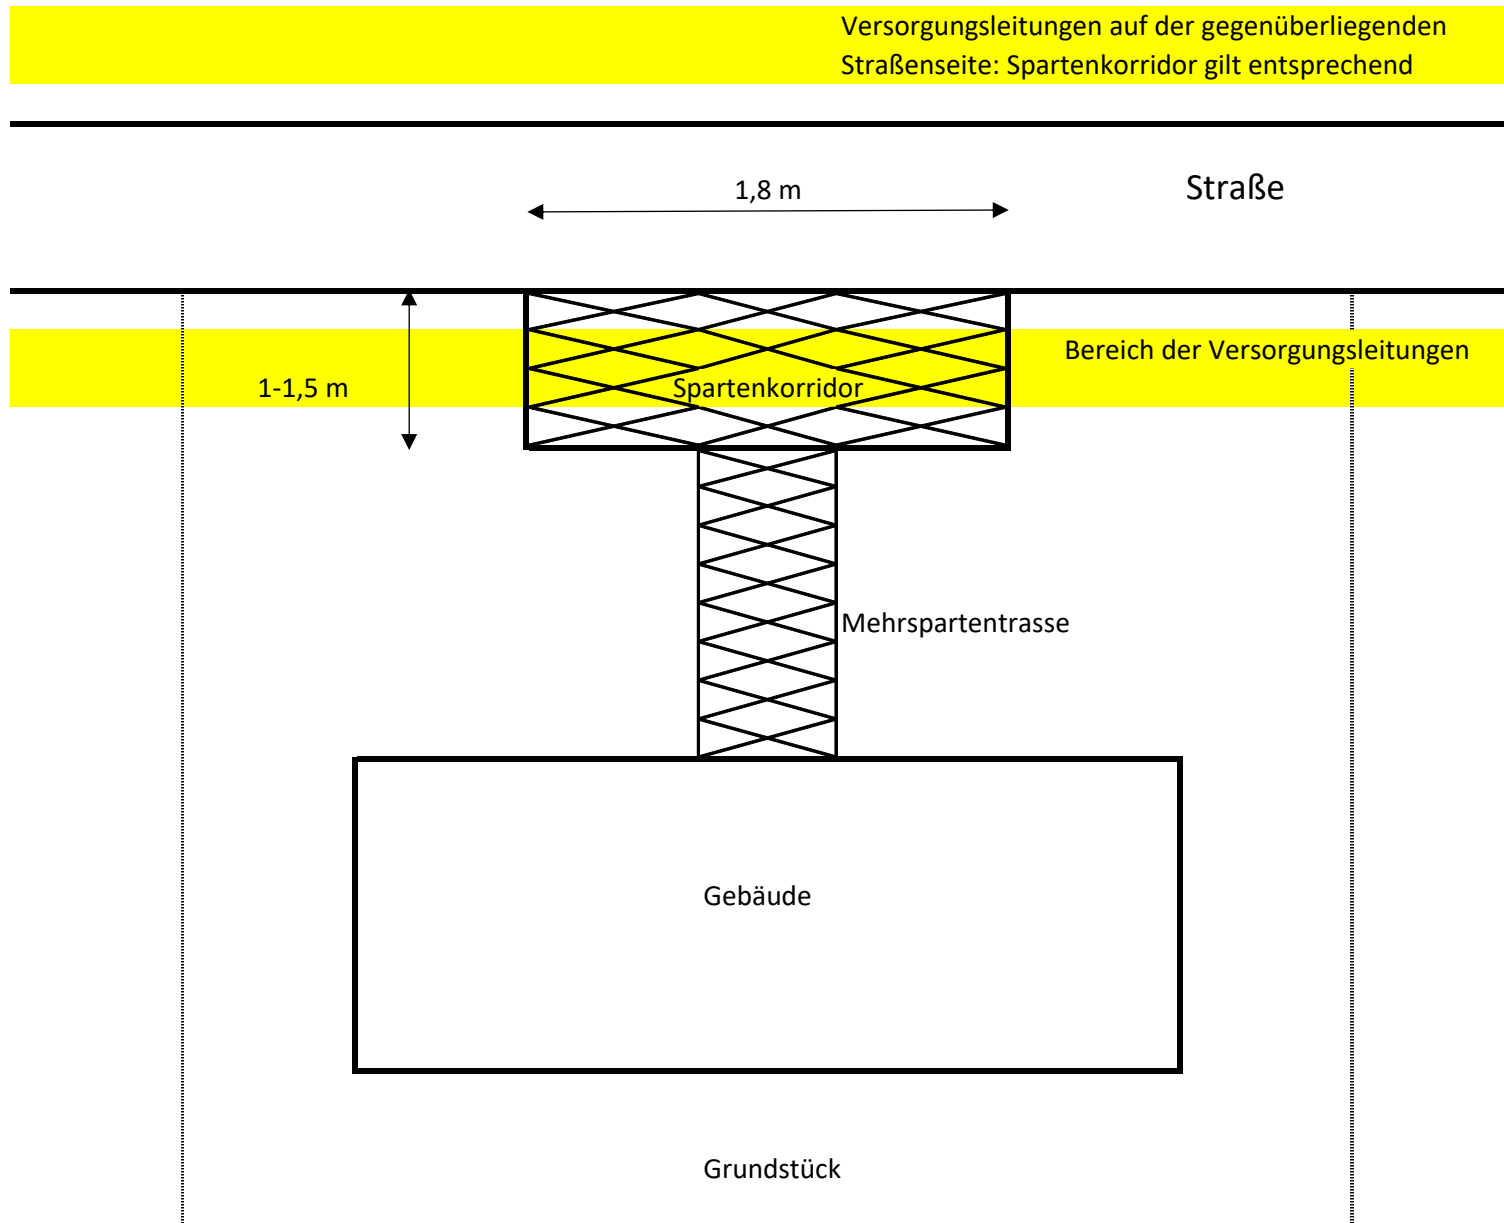 Versorgungsleitungen auf der gegenüberliegenden
Straßenseite: Spartenkorridor gilt entsprechend
1,8 m
Straße
Bereich der Versorgungsleitungen
1-1,5 m
Spartenkorridor
Mehrspartentrasse
Gebäude
Grundstück